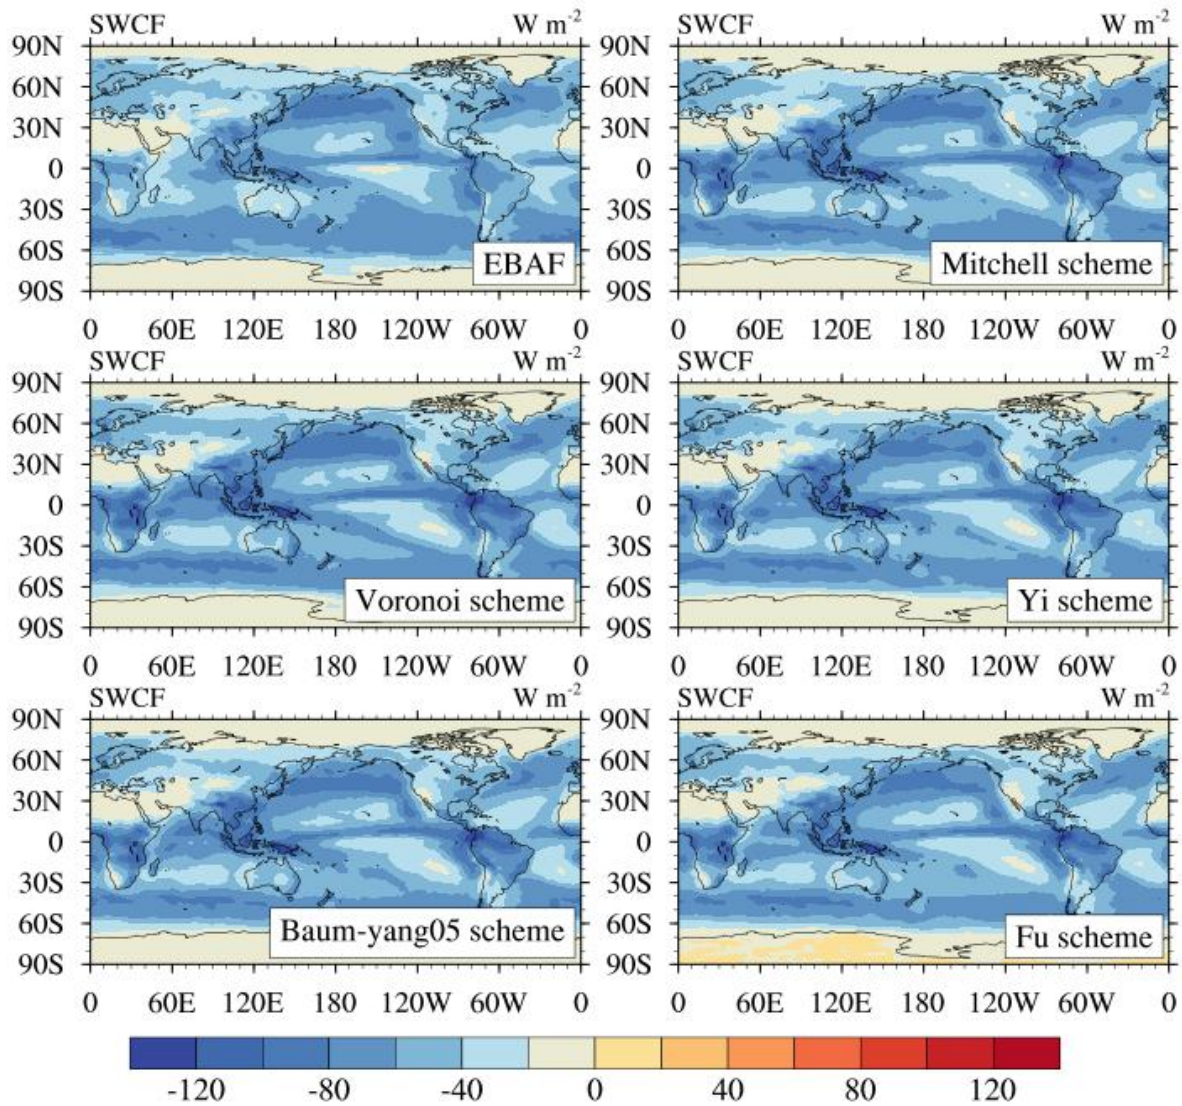 SWCF W m-2 SWCF W m-2
90N 90N
60N 60N
30N 30N
0 0
30S 30S
60S EBAF 60S Mitchell scheme
90S 90S
0 60E 120E 180 120W 60W 0 0 60E 120E 180 120W 60W 0
SWCF W m-2 SWCF W m-2
90N 90N
60N 60N
30N 30N
0 0
30S 30S
60S Voronoi scheme 60S Yi scheme
90S 90S
0 60E 120E 180 120W 60W 0 0 60E 120E 180 120W 60W 0
SWCF W m-2 SWCF W m-2
90N 90N
60N 60N
30N 30N
0 0
30S 30S
60S Baum-yang05 scheme 60S Fu scheme
90S 90S
0 60E 120E 180 120W 60W 0 0 60E 120E 180 120W 60W 0
-120 -80 -40 0 40 80 120